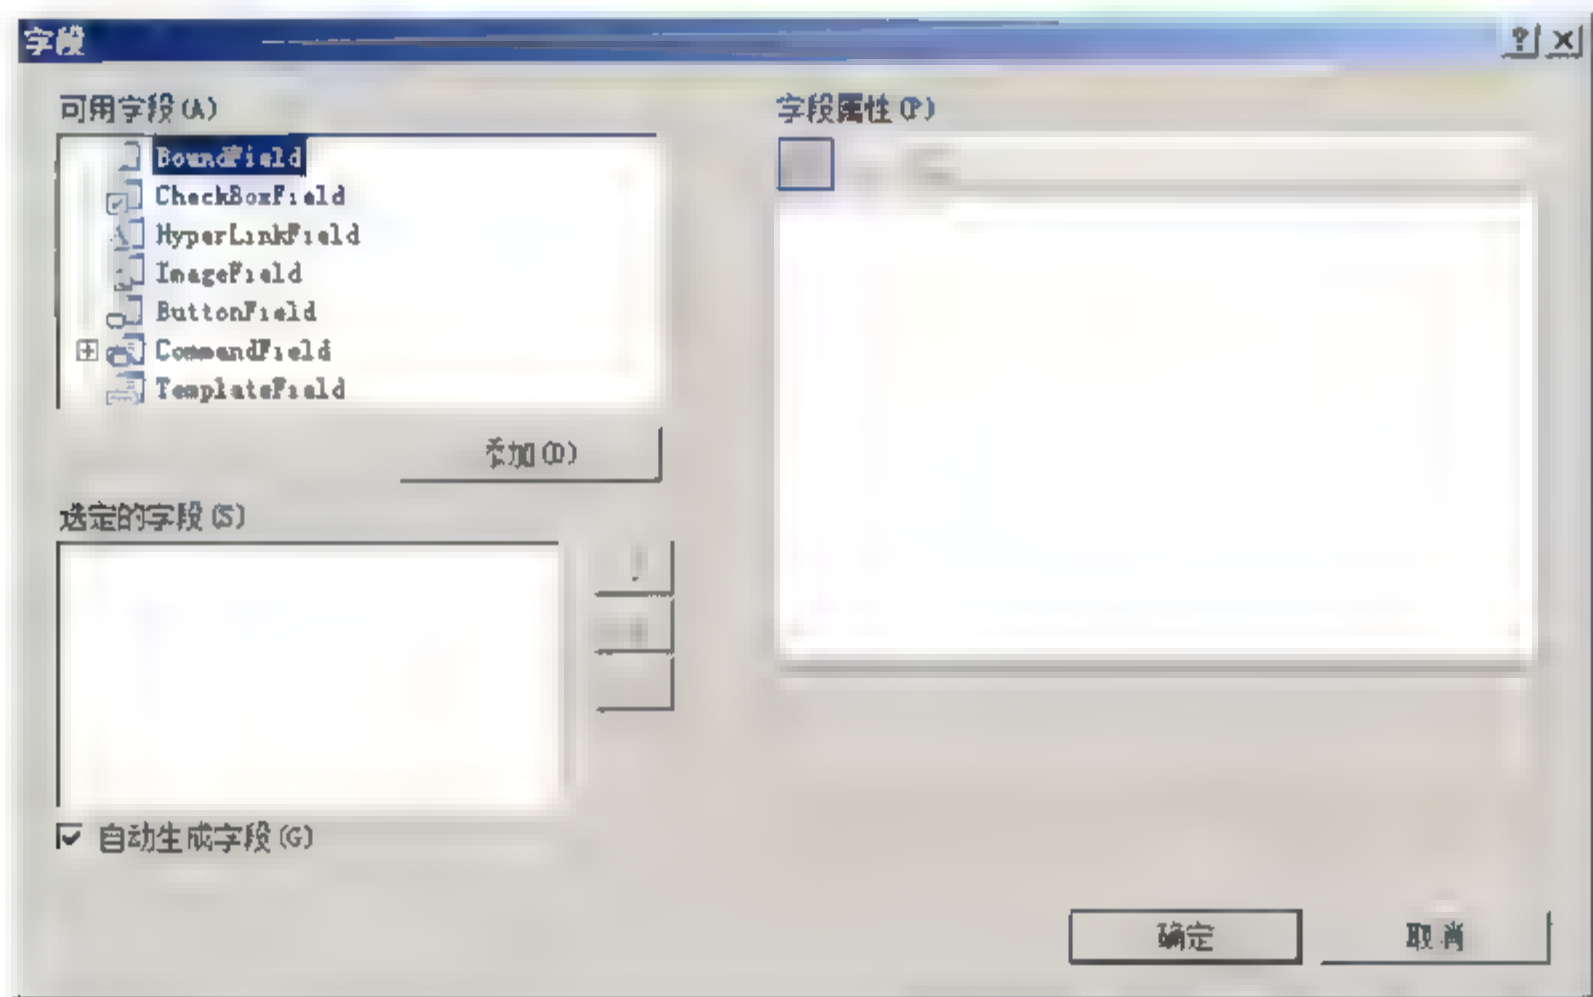 字段
可用字段(A)
BoundField
CheckBoxField
HyperLinkField
ImageField
ButtonField
CommandField
TemplateField
添加(D)
选定的字段(S)
自动生成字段(G)
字段属性(P)
确定
取消